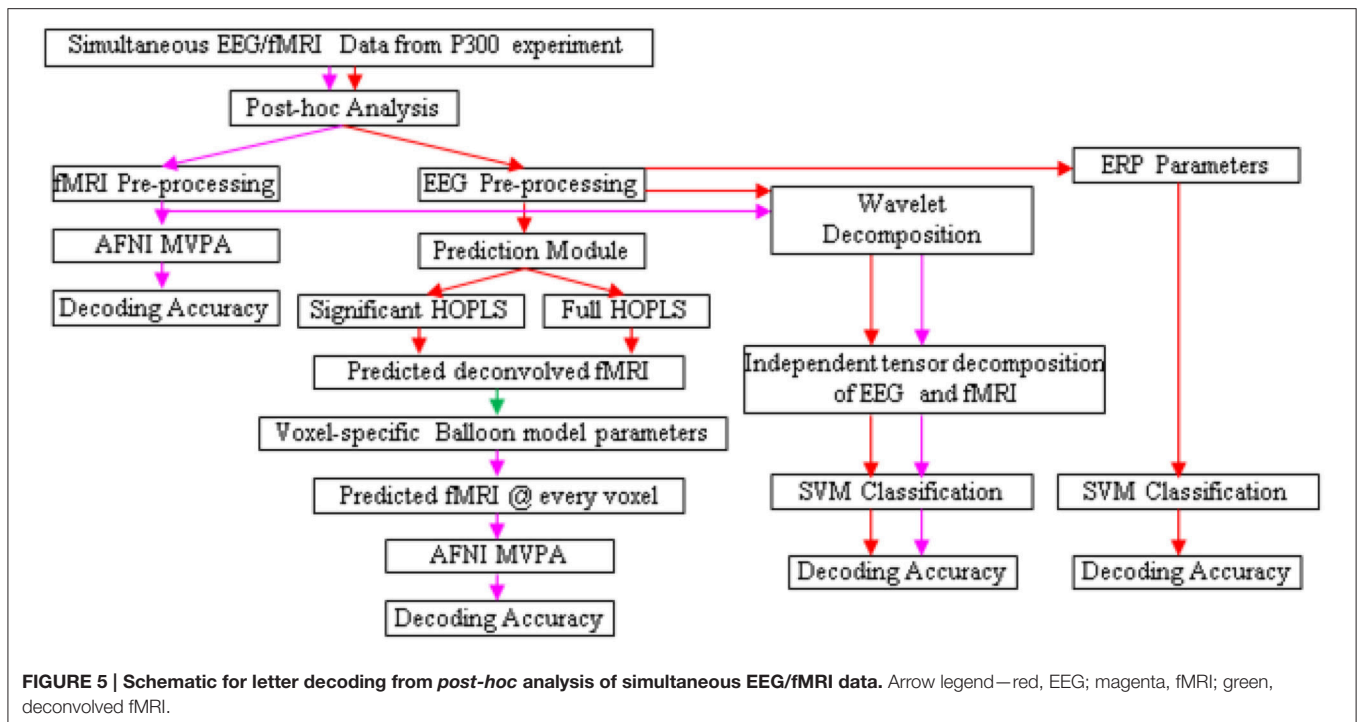 Simultaneous EEG/fMRI Data from P300 experiment
Post-hoc Analysis
fMRI Pre-processing
EEG Pre-processing
ERP Parameters
Wavelet
Decomposition
AFNI MVPA
Prediction Module
Decoding Accuracy
Significant HOPLS
Full HOPLS
Predicted deconvolved fMRI
Independent tensor decomposition
of EEG and fMRI
Voxel-specific Balloon model parameters
Predicted fMRI @ every voxel
SVM Classification
SVM Classification
AFNI MVPA
Decoding Accuracy
Decoding Accuracy
Decoding Accuracy
FIGURE 5 | Schematic for letter decoding from post-hoc analysis of simultaneous EEG/fMRI data. Arrow legend—red, EEG; magenta, fMRI; green,
deconvolved fMRI.